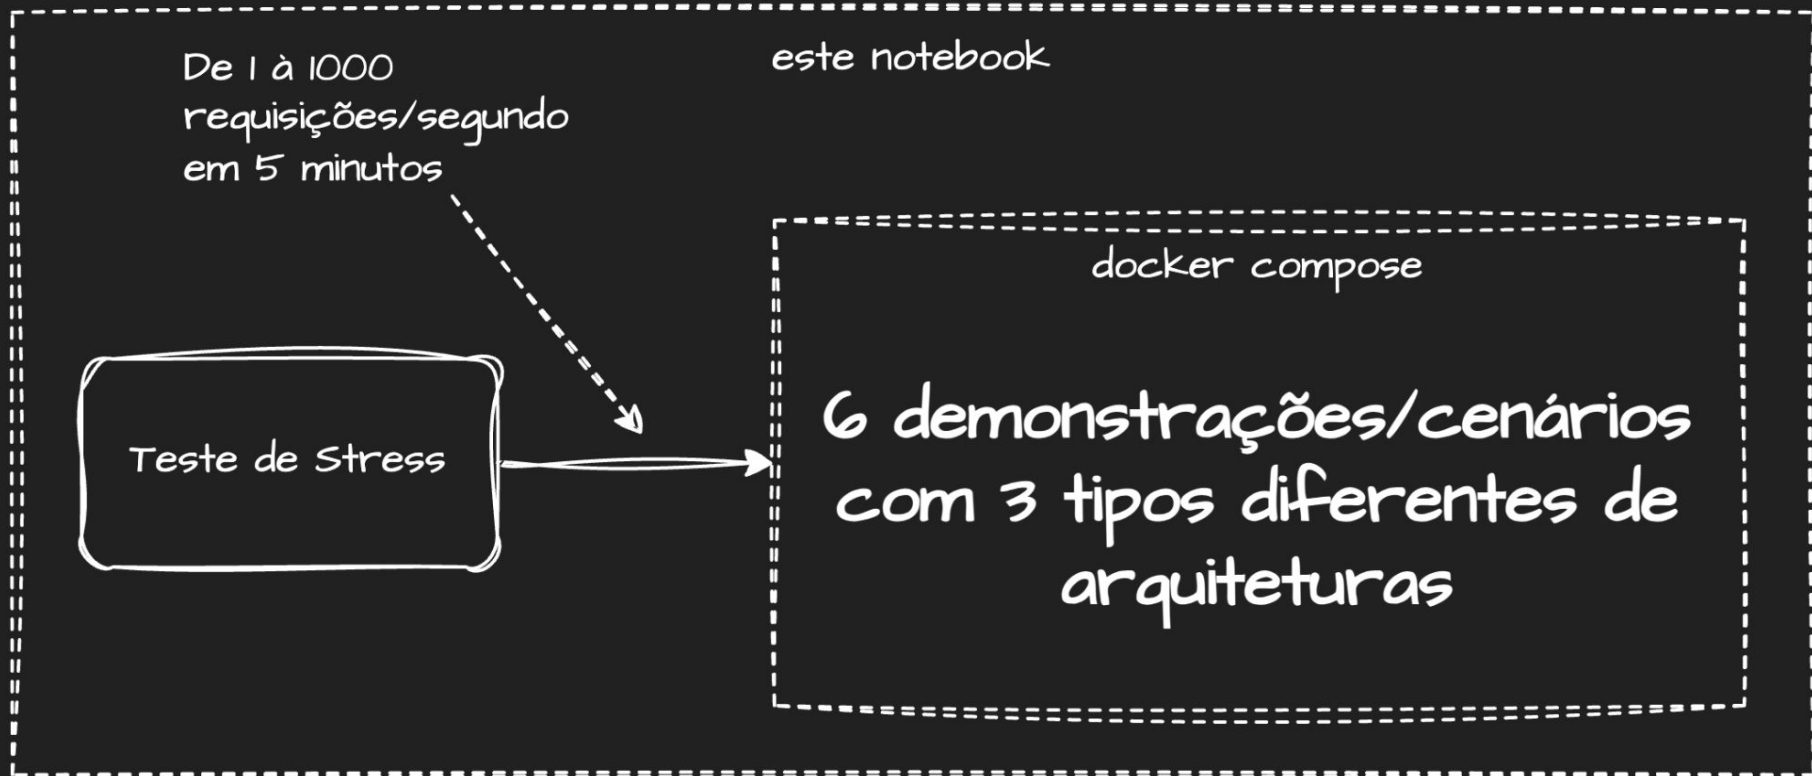 De 1 à 1000
requisições/segundo
em 5 minutos
este notebook
docker compose
Teste de Stress
6 demonstrações/cenários
com 3 tipos diferentes de
arquiteturas